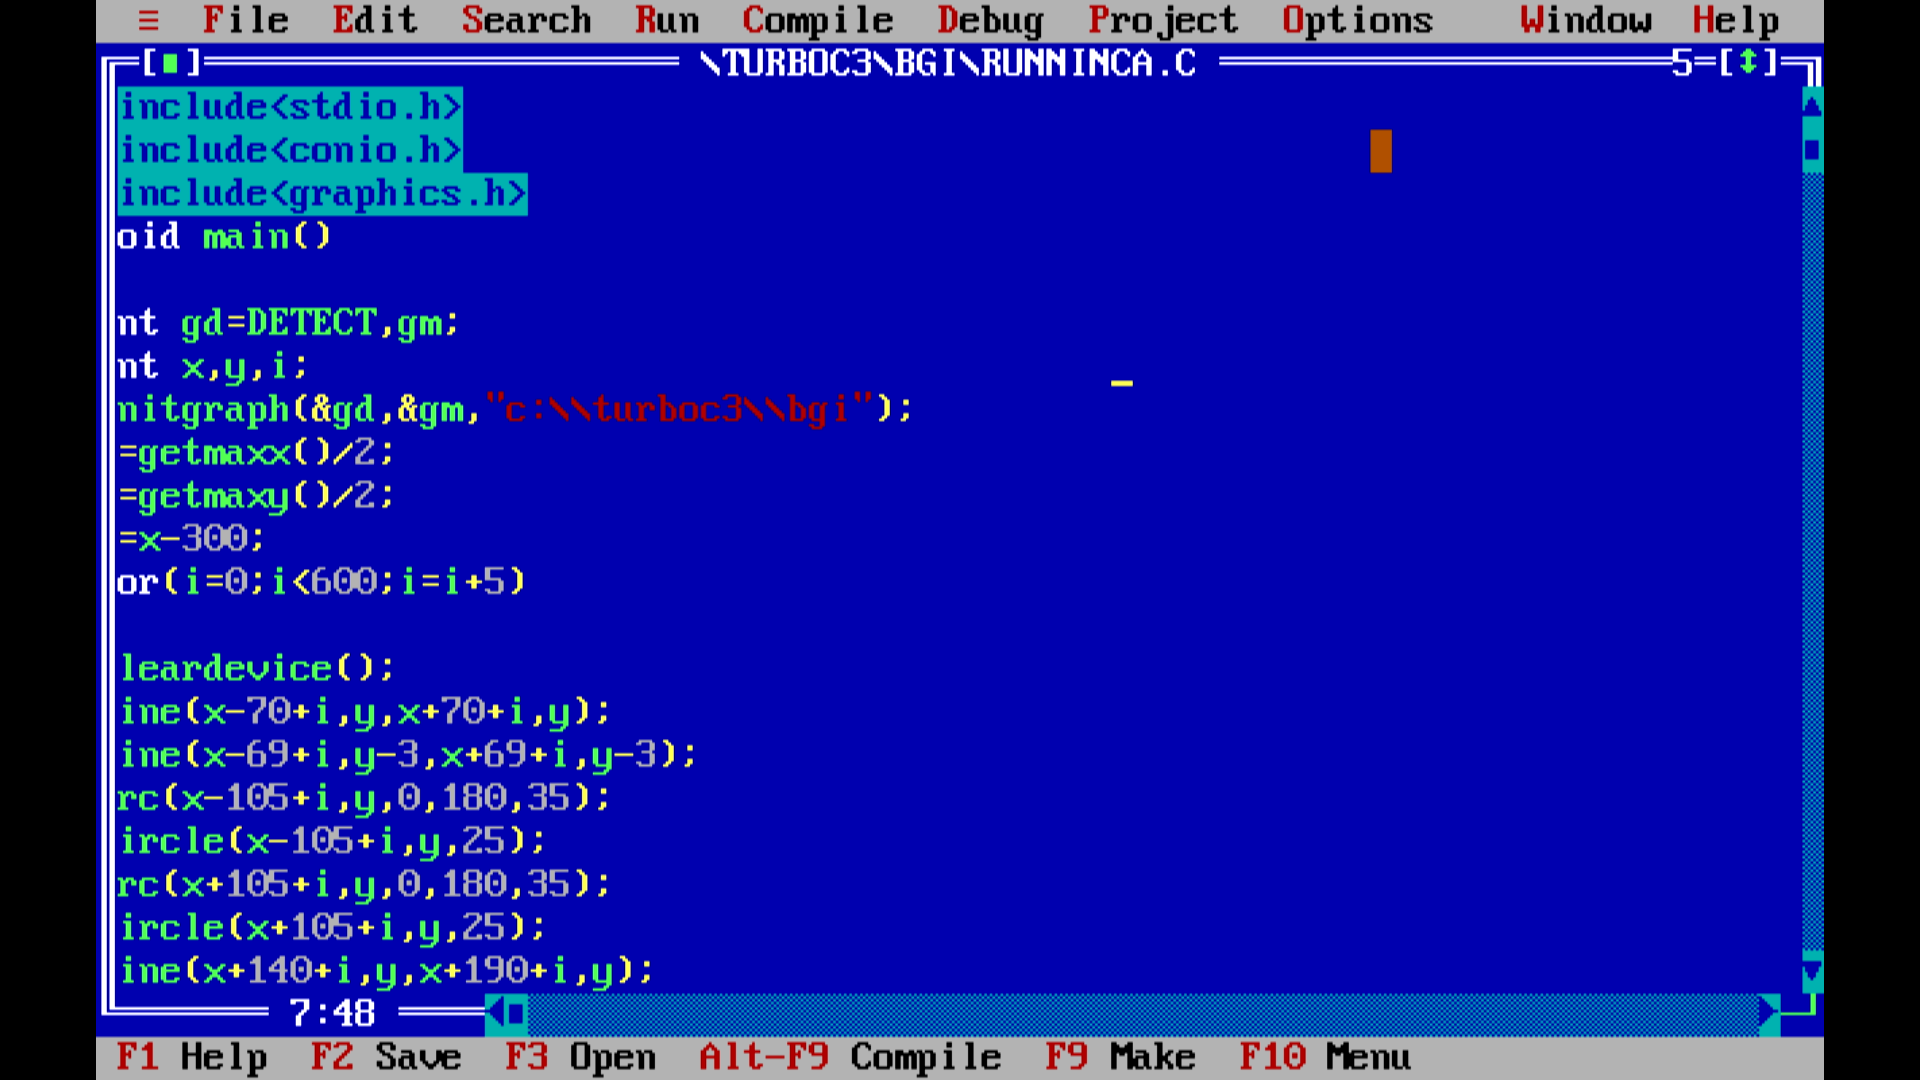 ≡ File Edit Search Run Compile Debug Project Options Window Help
[■] \TURBOC3\BGI\RUNNINCA.C 5=[↕]
include<stdio.h>
include<conio.h>
include<graphics.h>
oid main()
nt gd=DETECT,gm;
nt x,y,i;
nitgraph(&gd,&gm,"c:\\turboc3\\bgi");
=getmaxx()/2;
=getmaxy()/2;
=x-300;
or(i=0;i<600;i=i+5)
leardevice();
ine(x-70+i,y,x+70+i,y);
ine(x-69+i,y-3,x+69+i,y-3);
rc(x-105+i,y,0,180,35);
ircle(x-105+i,y,25);
rc(x+105+i,y,0,180,35);
ircle(x+105+i,y,25);
ine(x+140+i,y,x+190+i,y);
7:48
F1 Help F2 Save F3 Open Alt-F9 Compile F9 Make F10 Menu